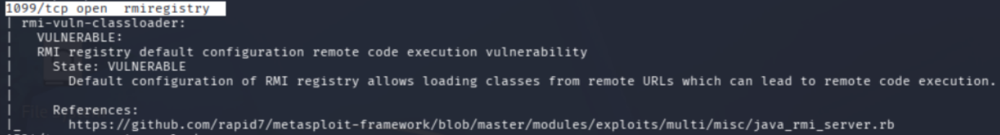 1099/tcp open  rmiregistry
| rmi-vuln-classloader:
|   VULNERABLE:
|   RMI registry default configuration remote code execution vulnerability
|     State: VULNERABLE
|       Default configuration of RMI registry allows loading classes from remote URLs which can lead to remote code execution.
|
|     References:
|_      https://github.com/rapid7/metasploit-framework/blob/master/modules/exploits/multi/misc/java_rmi_server.rb